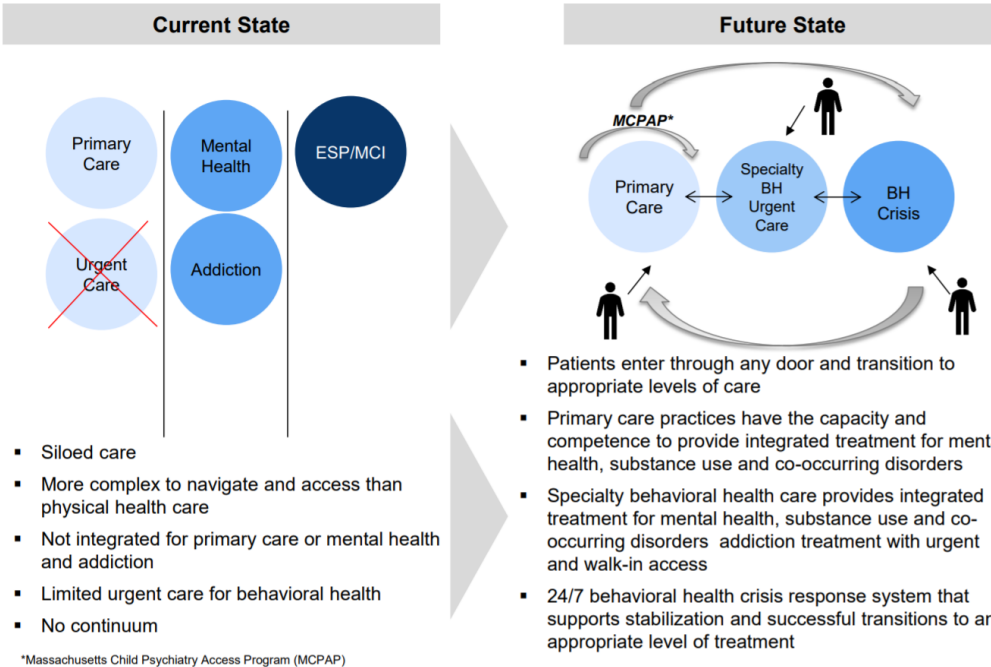 Current State
Primary
Care
Mental
Health
ESP/MCI
Urgent
Care
Addiction
▪ Siloed care
▪ More complex to navigate and access than
physical health care
▪ Not integrated for primary care or mental health
and addiction
▪ Limited urgent care for behavioral health
▪ No continuum
*Massachusetts Child Psychiatry Access Program (MCPAP)
Future State
MCPAP*
Primary
Care
Specialty
BH
Urgent
Care
BH
Crisis
▪ Patients enter through any door and transition to
appropriate levels of care
▪ Primary care practices have the capacity and
competence to provide integrated treatment for ment
health, substance use and co-occurring disorders
▪ Specialty behavioral health care provides integrated
treatment for mental health, substance use and co-
occurring disorders  addiction treatment with urgent
and walk-in access
▪ 24/7 behavioral health crisis response system that
supports stabilization and successful transitions to an
appropriate level of treatment